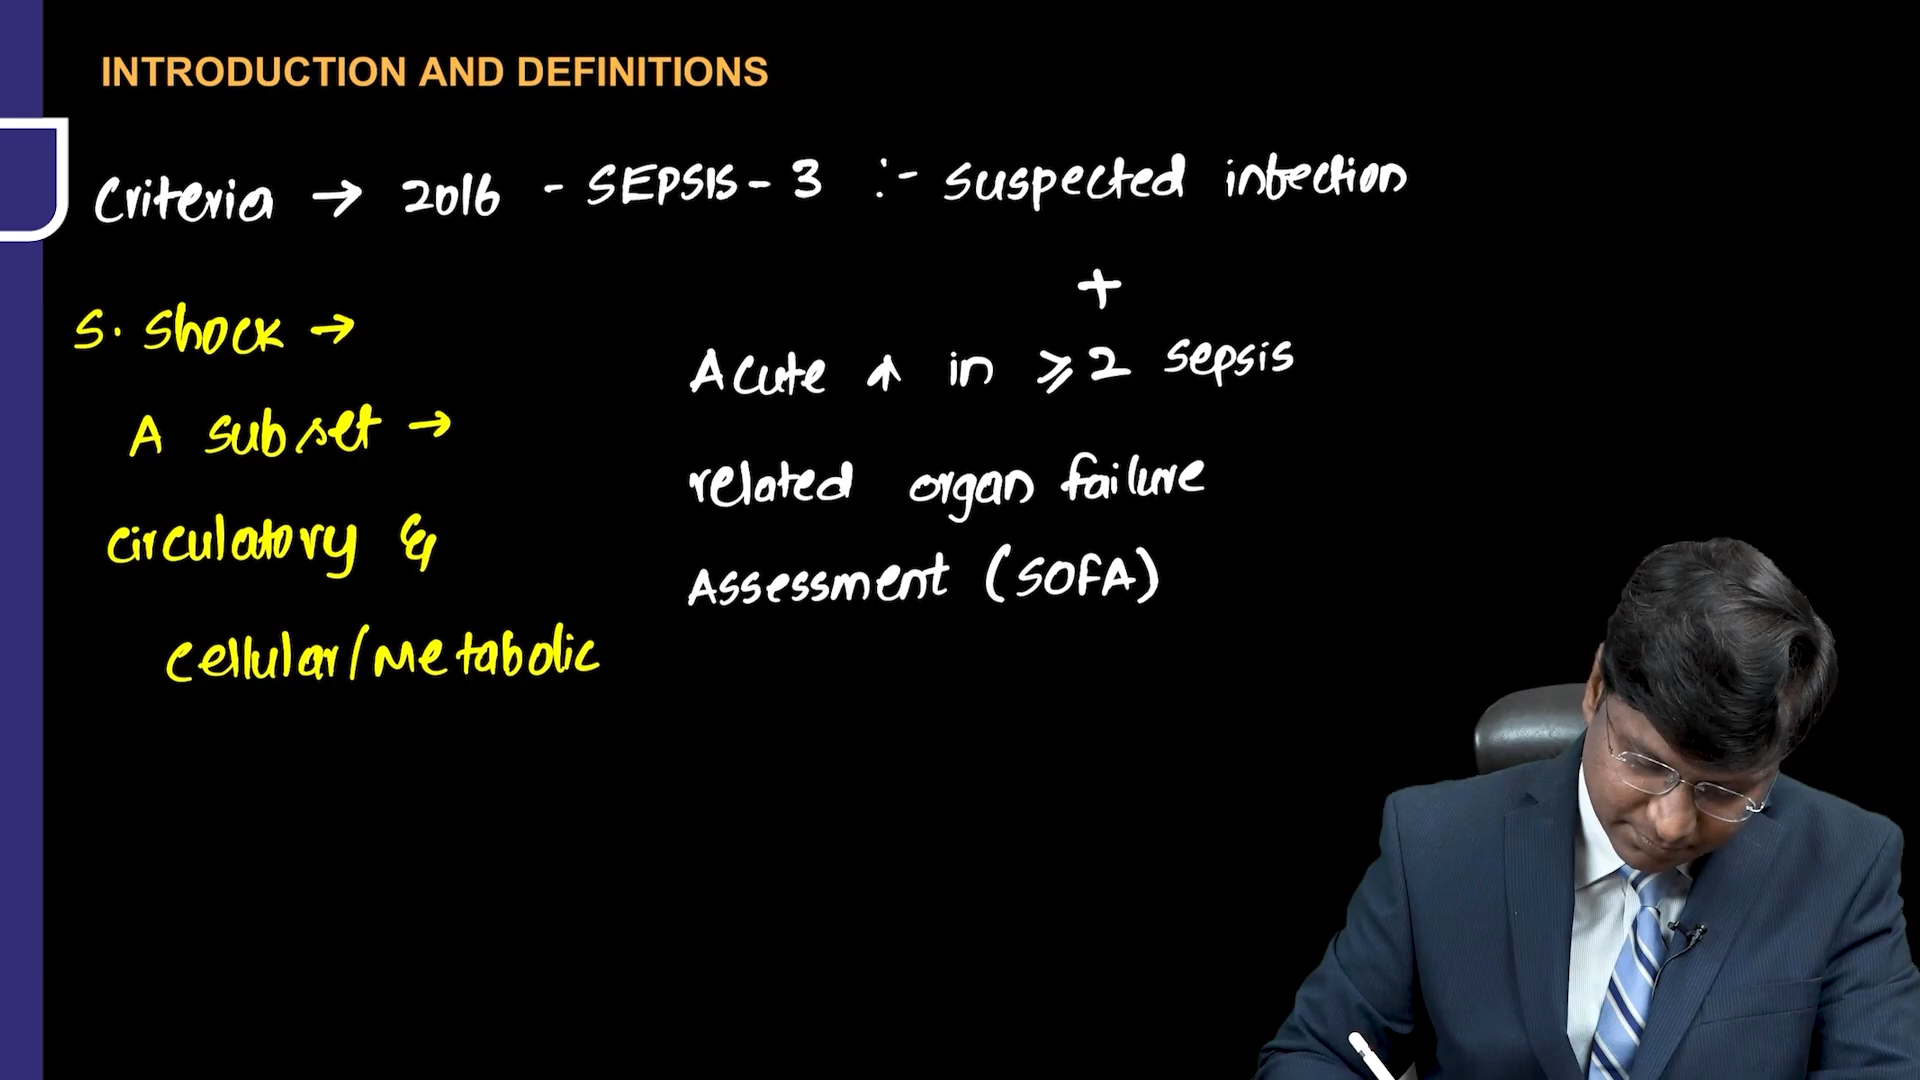 INTRODUCTION AND DEFINITIONS
Criteria → 2016 - SEPSIS - 3 :- suspected infection
+
S. Shock →
Acute ↑ in ⩾ 2 sepsis
A subset →
related organ failure
circulatory &
Assessment (SOFA)
cellular/Metabolic